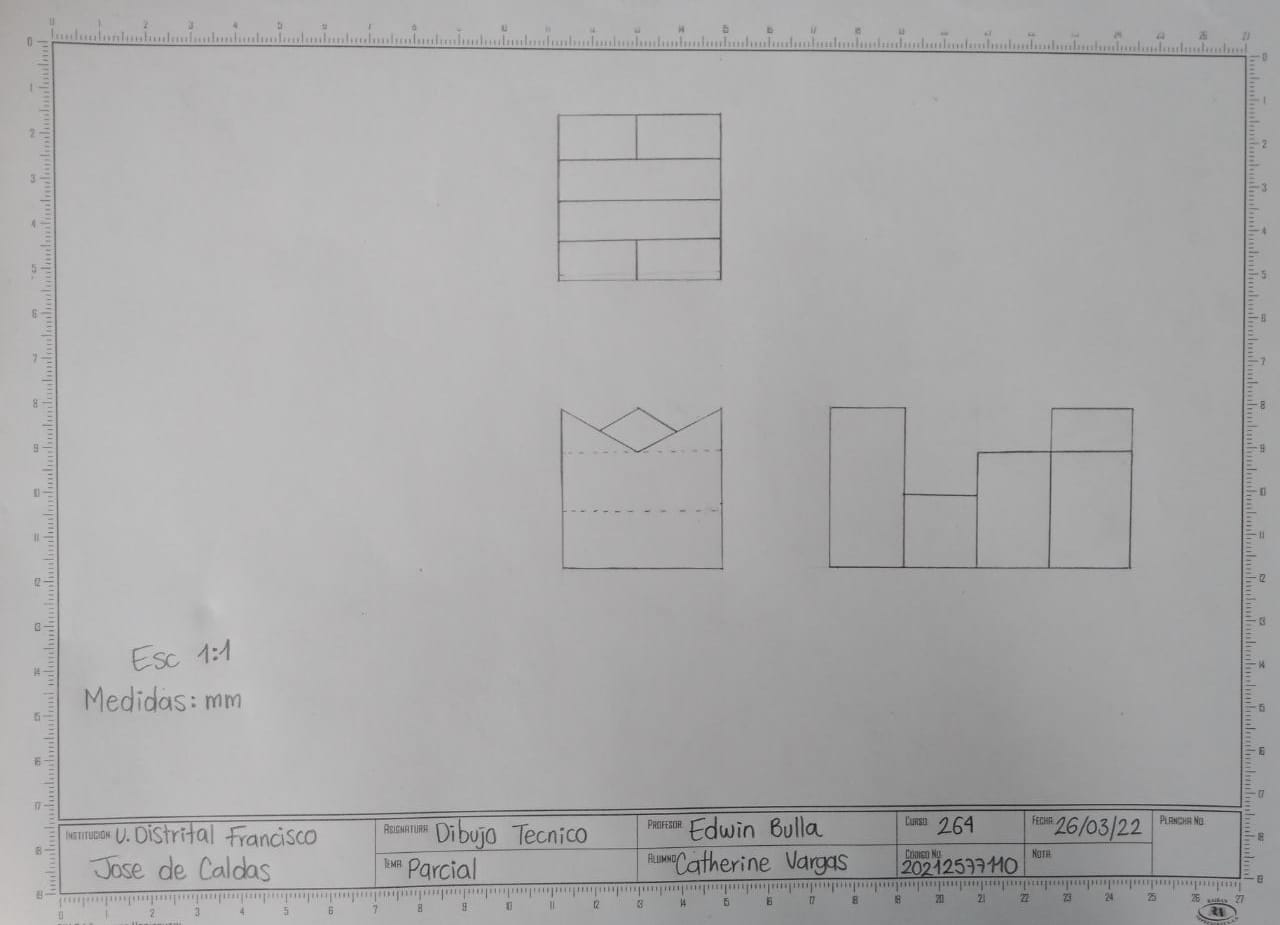 Esc 1:1
Medidas: mm
INSTITUCIÓN U. Distrital Francisco
Jose de Caldas
ASIGNATURA Dibujo Tecnico
TEMA Parcial
PROFESOR Edwin Bulla
ALUMNO Catherine Vargas
CURSO 264
CÓDIGO No. 20212577110
FECHA 26/03/22
NOTA
PLANCHA No.